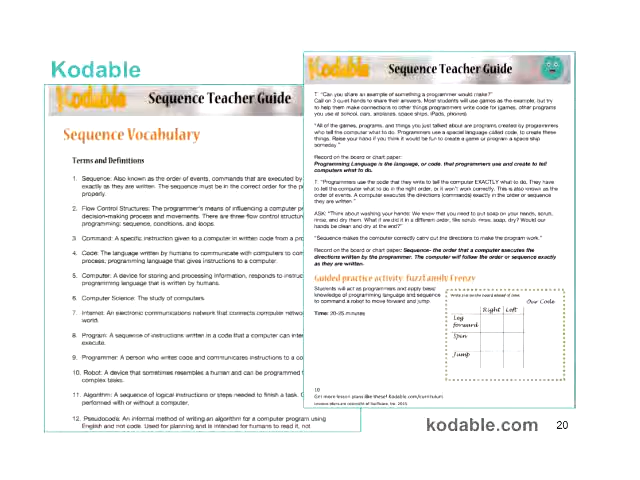 Kodable
Kodable
Sequence Teacher Guide
Sequence Vocabulary
Terms and Definitions
1. Sequence: Also known as the order of events, commands that are executed by
exactly as they are written. The sequence must be in the correct order for the
properly.
2. Flow Control Structures: The programmer's means of influencing a computer
decision-making process and movements. There are three flow control
programming: sequence, conditions, and loops.
3 Command: A specific instruction given to a computer in written code from a
4. Code: The language written by humans to communicate with computers to
process; programming language that gives instructions to a computer.
5. Computer: A device for storing and processing information, responds to
programming language that is written by humans.
6. Computer Science: The study of computers.
7. Internet: An electronic communications network that connects computer
world.
8. Program: A sequence of instructions written in a code that a computer can
execute.
9. Programmer: A person who writes code and communicates instructions to a
10. Robot: A device that sometimes resembles a human and can be programmed
complex tasks.
11. Algorithm: A sequence of logical instructions or steps needed to finish a task.
performed with or without a computer.
12. Pseudocode: An informal method of writing an algorithm for a computer program using
English and not code. Used for planning and is intended for humans to read it, not
Kodable
Sequence Teacher Guide
T: "Can you share an example of something a programmer would make?"
Call on 3 quiet hands to share their answers. Most students will use games as the example, but try
to help them make connections to other things programmers write code for (games, other programs
you use at school, cars, airplanes, space ships, iPads, phones)
"All of the games, and programs, and things you just talked about are programs created by programmers
who tell the computer what to do. Programmers use a special language called code, to create these
things. Raise your hand if you think it would be fun to create a game or program a space ship
someday."
Record on the board or chart paper:
Programming Language is the language, or code, that programmers use and create to tell
computers what to do.
T: "Programmers use the code that they write to tell the computer EXACTLY what to do. They have
to tell the computer what to do in the right order, or it won't work correctly. This is also known as the
order of events. A computer executes the directions (commands) exactly in the order or sequence
they are written."
ASK: "Think about washing your hands: We know that you need to put soap on your hands, scrub,
rinse, and dry them. What if we did it in a different order, like scrub, rinse, soap, dry? Would our
hands be clean and dry at the end?"
"Sequence makes the computer correctly carry out the directions to make the program work."
Record on the board or chart paper: Sequence- the order that a computer executes the
directions written by the programmer. The computer will follow the order or sequence exactly
as they are written.
Guided practice activity: FuzzFamily Frenzy
Students will act as programmers and apply basic
knowledge of programming language and sequence
to command a robot to move forward and jump.
Time: 20-25 minutes
Write this on the board ahead of time:
Our Code
Right Left
Leg
forward
Spin
Jump
10
Get more lesson plans like these! Kodable.com/curriculum
kodable.com
20